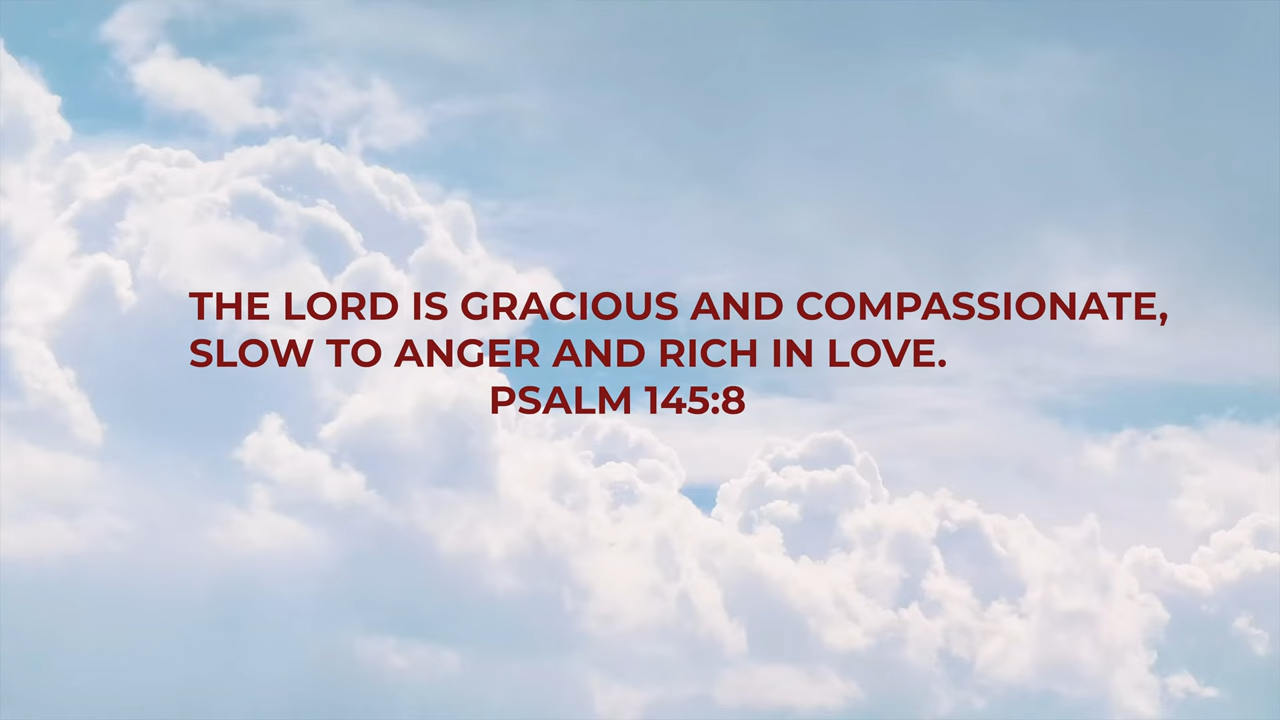 THE LORD IS GRACIOUS AND COMPASSIONATE,
SLOW TO ANGER AND RICH IN LOVE.
PSALM 145:8